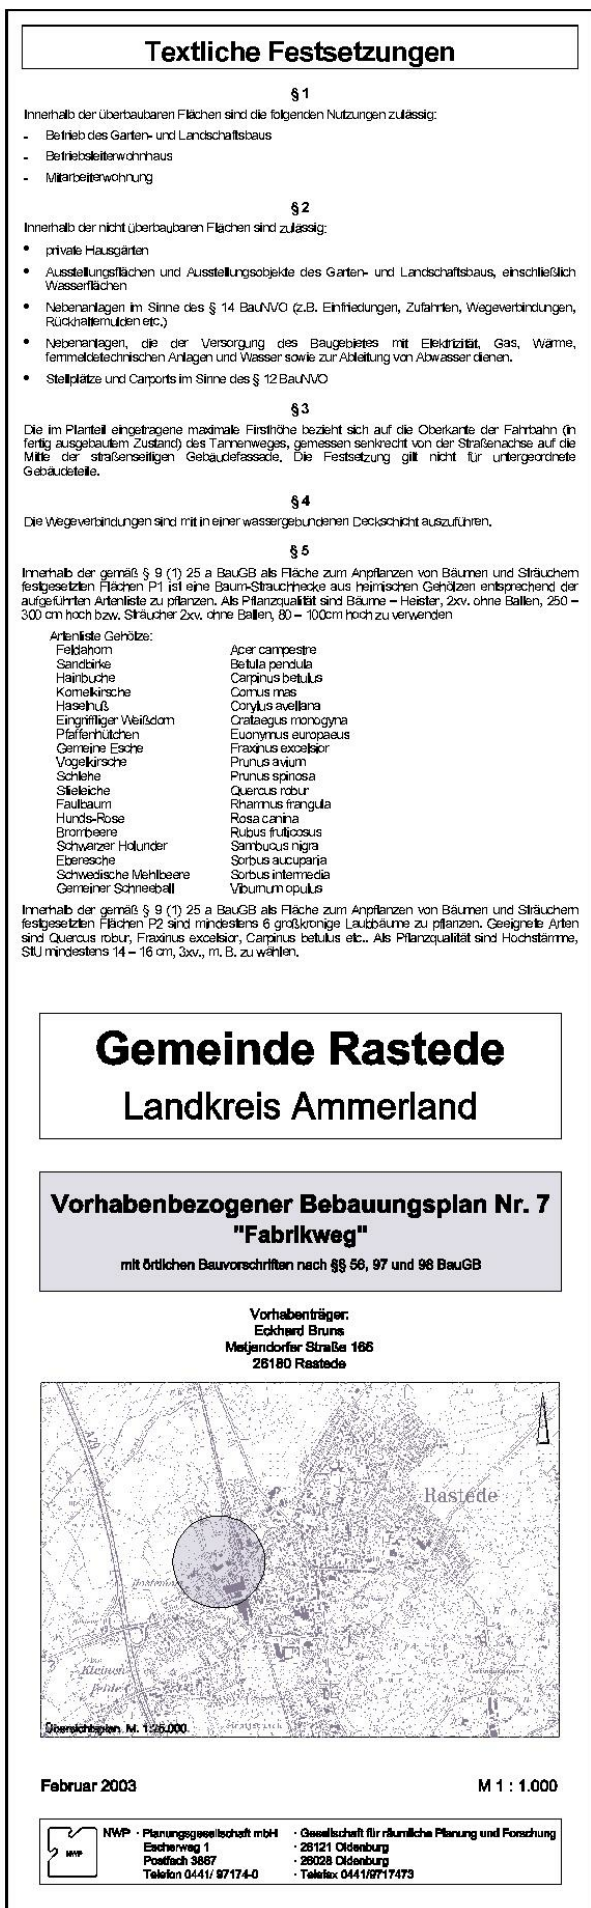 Textliche Festsetzungen
§ 1
Innerhalb der überbaubaren Flächen sind die folgenden Nutzungen zulässig:
- Betrieb des Garten- und Landschaftsbaus
- Betriebsleiterwohnhaus
- Mitarbeiterwohnung
§ 2
Innerhalb der nicht überbaubaren Flächen sind zulässig:
• private Hausgärten
• Ausstellungsflächen und Ausstellungsobjekte des Garten- und Landschaftsbaus, einschließlich
Wasserflächen
• Nebenanlagen im Sinne des § 14 BauNVO (z.B. Einfriedungen, Zufahrten, Wegeverbindungen,
Rückhaltemulden etc.)
• Nebenanlagen, die der Versorgung des Baugebietes mit Elektrizität, Gas, Wärme,
fernmeldetechnischen Anlagen und Wasser sowie zur Ableitung von Abwasser dienen.
• Stellplätze und Carports im Sinne des § 12 BauNVO
§ 3
Die im Planteil eingetragene maximale Firsthöhe bezieht sich auf die Oberkante der Fahrbahn (in
fertig ausgebautem Zustand) des Tannenweges, gemessen senkrecht von der Straßenachse auf die
Mitte der straßenseitigen Gebäudefassade. Die Festsetzung gilt nicht für untergeordnete
Gebäudeteile.
§ 4
Die Wegeverbindungen sind mit in einer wassergebundenen Deckschicht auszuführen.
§ 5
Innerhalb der gemäß § 9 (1) 25 a BauGB als Fläche zum Anpflanzen von Bäumen und Sträuchern
festgesetzten Flächen P1 ist eine Baum-Strauchhecke aus heimischen Gehölzen entsprechend der
aufgeführten Artenliste zu pflanzen. Als Pflanzqualität sind Bäume – Heister, 2xv. ohne Ballen, 250 –
300 cm hoch bzw. Sträucher 2xv. ohne Ballen, 80 – 100cm hoch zu verwenden
Artenliste Gehölze:
Feldahorn Acer campestre
Sandbirke Betula pendula
Hainbuche Carpinus betulus
Kornelkirsche Cornus mas
Haselnuß Corylus avellana
Eingriffliger Weißdorn Crataegus monogyna
Pfaffenhütchen Euonymus europaeus
Gemeine Esche Fraxinus excelsior
Vogelkirsche Prunus avium
Schlehe Prunus spinosa
Stieleiche Quercus robur
Faulbaum Rhamnus frangula
Hunds-Rose Rosa canina
Brombeere Rubus fruticosus
Schwarzer Holunder Sambucus nigra
Eberesche Sorbus aucuparia
Schwedische Mehlbeere Sorbus intermedia
Gemeiner Schneeball Viburnum opulus
Innerhalb der gemäß § 9 (1) 25 a BauGB als Fläche zum Anpflanzen von Bäumen und Sträuchern
festgesetzten Flächen P2 sind mindestens 6 großkronige Laubbäume zu pflanzen. Geeignete Arten
sind Quercus robur, Fraxinus excelsior, Carpinus betulus etc.. Als Pflanzqualität sind Hochstämme,
StU mindestens 14 – 16 cm, 3xv., m. B. zu wählen.
Gemeinde Rastede
Landkreis Ammerland
Vorhabenbezogener Bebauungsplan Nr. 7
"Fabrikweg"
mit örtlichen Bauvorschriften nach §§ 56, 97 und 98 BauGB
Vorhabenträger:
Eckhard Bruns
Metjendorfer Straße 166
26180 Rastede
Rastede
Kleinen
Felde
Übersichtsplan, M. 1:25.000
Februar 2003 M 1 : 1.000
NWP
NWP · Planungsgesellschaft mbH · Gesellschaft für räumliche Planung und Forschung
Escherweg 1 · 26121 Oldenburg
Postfach 3867 · 26028 Oldenburg
Telefon 0441/ 97174-0 · Telefax 0441/9717473